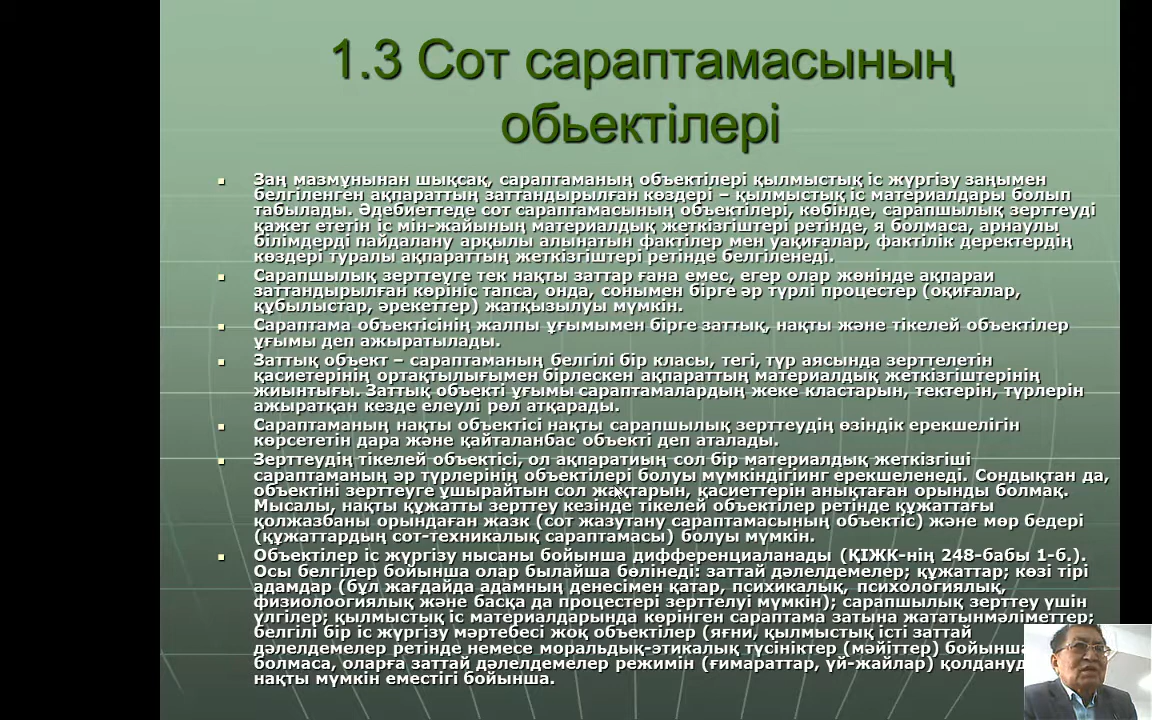 1.3 Сот сараптамасының
обьектілері
Заң мазмұнынан шықсақ, сараптаманың объектілері қылмыстық іс жүргізу заңымен
белгіленген ақпараттың заттандырылған көздері – қылмыстық іс материалдары болып
табылады. Әдебиеттеде сот сараптамасының объектілері, көбінде, сарапшылық зерттеуді
қажет ететін іс мін-жайының материалдық жеткізгіштері ретінде, я болмаса, арнаулы
білімдерді пайдалану арқылы алынатын фактілер мен уақиғалар, фактілік деректердің
көздері туралы ақпараттың жеткізгіштері ретінде белгіленеді.
Сарапшылық зерттеуге тек нақты заттар ғана емес, егер олар жөнінде ақпараи
заттандырылған көрініс тапса, онда, сонымен бірге әр түрлі процестер (оқиғалар,
құбылыстар, әрекеттер) жатқызылуы мүмкін.
Сараптама объектісінің жалпы ұғымымен бірге заттық, нақты және тікелей объектілер
ұғымы деп ажыратылады.
Заттық объект – сараптаманың белгілі бір класы, тегі, түр аясында зерттелетін
қасиетерінің ортақтылығымен бірлескен ақпараттың материалдық жеткізгіштерінің
жиынтығы. Заттық объекті ұғымы сараптамалардың жеке кластарын, тектерін, түрлерін
ажыратқан кезде елеулі рөл атқарады.
Сараптаманың нақты объектісі нақты сарапшылық зерттеудің өзіндік ерекшелігін
көрсететін дара және қайталанбас объекті деп аталады.
Зерттеудің тікелей объектісі, ол ақпаратиың сол бір материалдық жеткізгіші
сараптаманың әр түрлерінің объектілері болуы мүмкіндігіинг ерекшеленеді. Сондықтан да,
объектіні зерттеуге ұшырайтын сол жақтарын, қасиеттерін анықтаған орынды болмақ.
Мысалы, нақты құжатты зерттеу кезінде тікелей объектілер ретінде құжаттағы
қолжазбаны орындаған жазк (сот жазутану сараптамасының объектіс) және мөр бедері
(құжаттардың сот-техникалық сараптамасы) болуы мүмкін.
Объектілер іс жүргізу нысаны бойынша дифференциаланады (ҚІЖК-нің 248-бабы 1-б.).
Осы белгілер бойынша олар былайша бөлінеді: заттай дәлелдемелер; құжаттар; көзі тірі
адамдар (бұл жағдайда адамның денесімен қатар, психикалық, психологиялық,
физиолоогиялық және басқа да процестері зерттелуі мүмкін); сарапшылық зерттеу үшін
үлгілер; қылмыстық іс материалдарында көрінген сараптама затына жататынмәліметтер;
белгілі бір іс жүргізу мәртебесі жоқ объектілер (яғни, қылмыстық істі заттай
дәлелдемелер ретінде немесе моральдық-этикалық түсініктер (мәйіттер) бойынша
болмаса, оларға заттай дәлелдемелер режимін (ғимараттар, үй-жайлар)
нақты мүмкін еместігі бойынша.